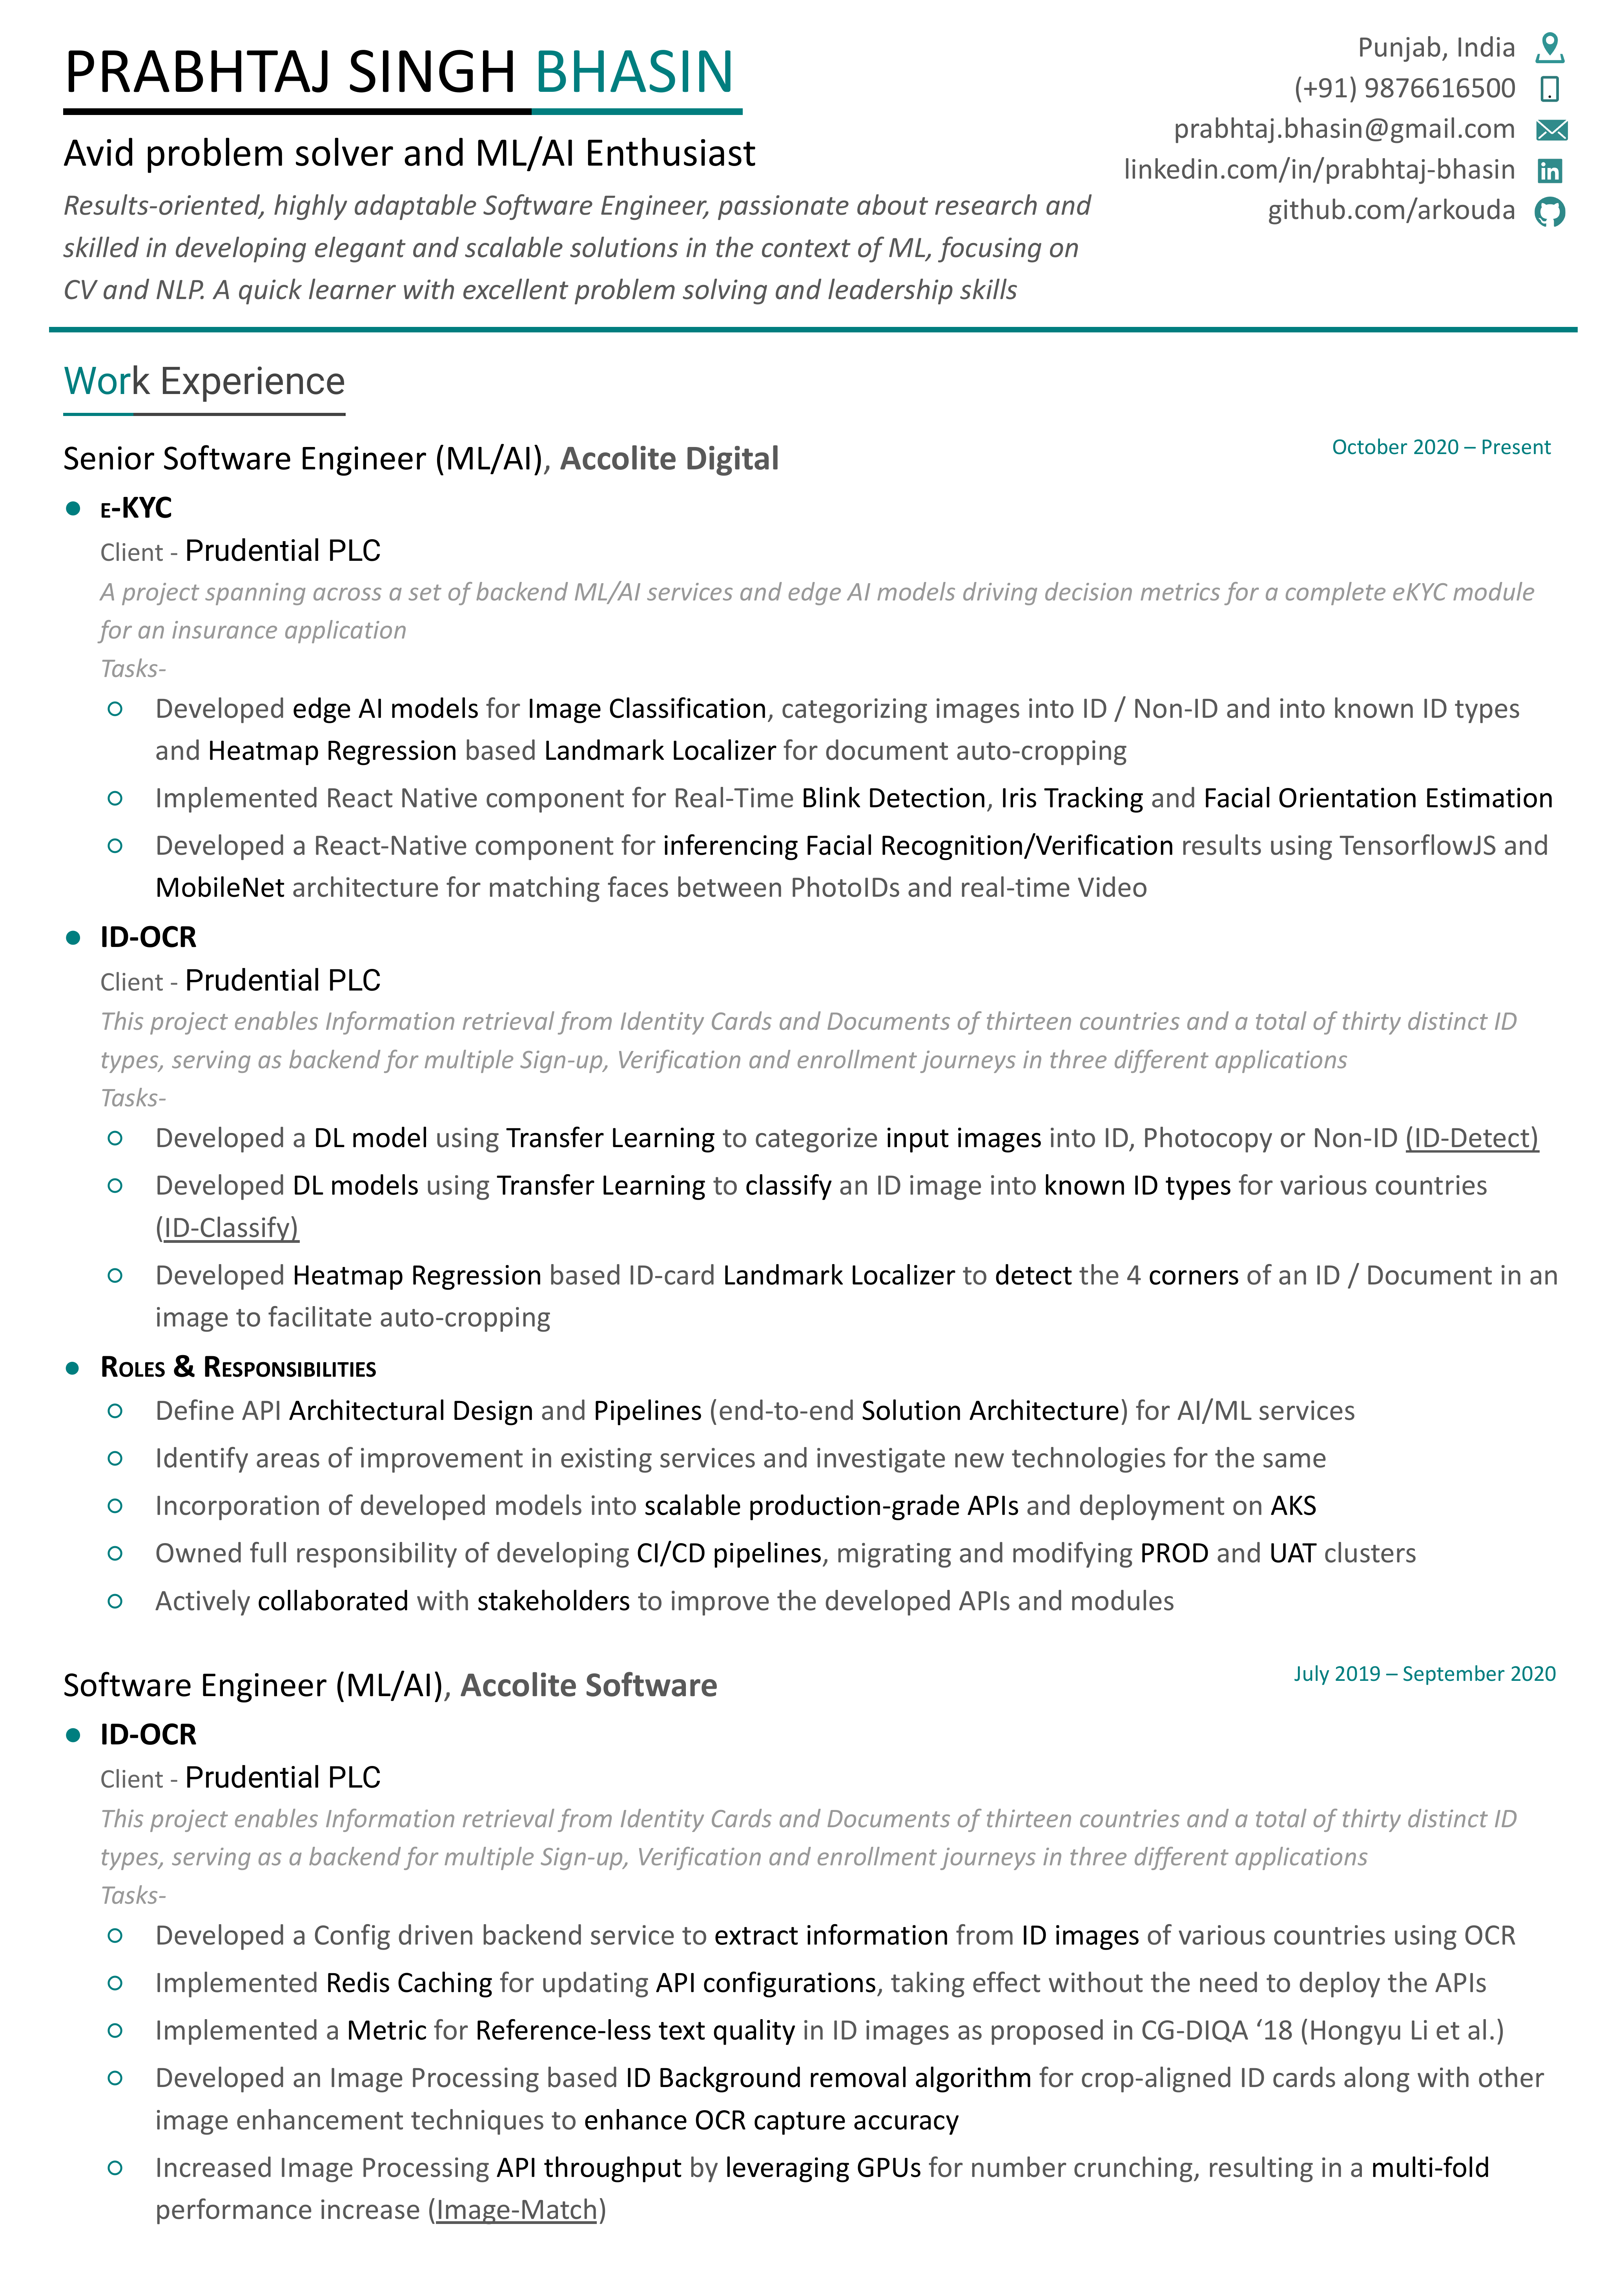 PRABHTAJ SINGH BHASIN
Avid problem solver and ML/AI Enthusiast
Results-oriented, highly adaptable Software Engineer, passionate about research and
skilled in developing elegant and scalable solutions in the context of ML, focusing on
CV and NLP. A quick learner with excellent problem solving and leadership skills
Punjab, India
(+91) 9876616500
prabhtaj.bhasin@gmail.com
linkedin.com/in/prabhtaj-bhasin
github.com/arkouda
Work Experience
Senior Software Engineer (ML/AI), Accolite Digital
October 2020 – Present
E-KYC
Client - Prudential PLC
A project spanning across a set of backend ML/AI services and edge AI models driving decision metrics for a complete eKYC module
for an insurance application
Tasks-
Developed edge AI models for Image Classification, categorizing images into ID / Non-ID and into known ID types
and Heatmap Regression based Landmark Localizer for document auto-cropping
Implemented React Native component for Real-Time Blink Detection, Iris Tracking and Facial Orientation Estimation
Developed a React-Native component for inferencing Facial Recognition/Verification results using TensorflowJS and
MobileNet architecture for matching faces between PhotoIDs and real-time Video
ID-OCR
Client - Prudential PLC
This project enables Information retrieval from Identity Cards and Documents of thirteen countries and a total of thirty distinct ID
types, serving as backend for multiple Sign-up, Verification and enrollment journeys in three different applications
Tasks-
Developed a DL model using Transfer Learning to categorize input images into ID, Photocopy or Non-ID (ID-Detect)
Developed DL models using Transfer Learning to classify an ID image into known ID types for various countries
(ID-Classify)
Developed Heatmap Regression based ID-card Landmark Localizer to detect the 4 corners of an ID / Document in an
image to facilitate auto-cropping
ROLES & RESPONSIBILITIES
Define API Architectural Design and Pipelines (end-to-end Solution Architecture) for AI/ML services
Identify areas of improvement in existing services and investigate new technologies for the same
Incorporation of developed models into scalable production-grade APIs and deployment on AKS
Owned full responsibility of developing CI/CD pipelines, migrating and modifying PROD and UAT clusters
Actively collaborated with stakeholders to improve the developed APIs and modules
Software Engineer (ML/AI), Accolite Software
July 2019 – September 2020
ID-OCR
Client - Prudential PLC
This project enables Information retrieval from Identity Cards and Documents of thirteen countries and a total of thirty distinct ID
types, serving as a backend for multiple Sign-up, Verification and enrollment journeys in three different applications
Tasks-
Developed a Config driven backend service to extract information from ID images of various countries using OCR
Implemented Redis Caching for updating API configurations, taking effect without the need to deploy the APIs
Implemented a Metric for Reference-less text quality in ID images as proposed in CG-DIQA ‘18 (Hongyu Li et al.)
Developed an Image Processing based ID Background removal algorithm for crop-aligned ID cards along with other
image enhancement techniques to enhance OCR capture accuracy
Increased Image Processing API throughput by leveraging GPUs for number crunching, resulting in a multi-fold
performance increase (Image-Match)